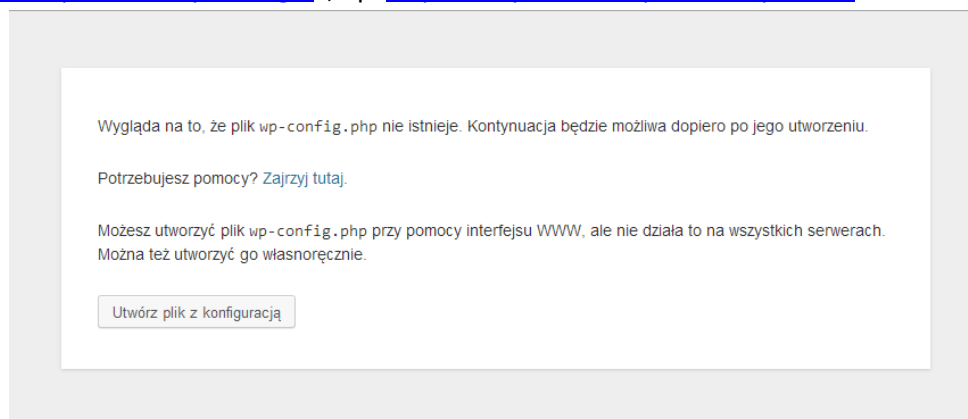 Wygląda na to, że plik wp-config.php nie istnieje. Kontynuacja będzie możliwa dopiero po jego utworzeniu.
Potrzebujesz pomocy? Zajrzyj tutaj.
Możesz utworzyć plik wp-config.php przy pomocy interfejsu WWW, ale nie działa to na wszystkich serwerach.
Można też utworzyć go własnoręcznie.
Utwórz plik z konfiguracją